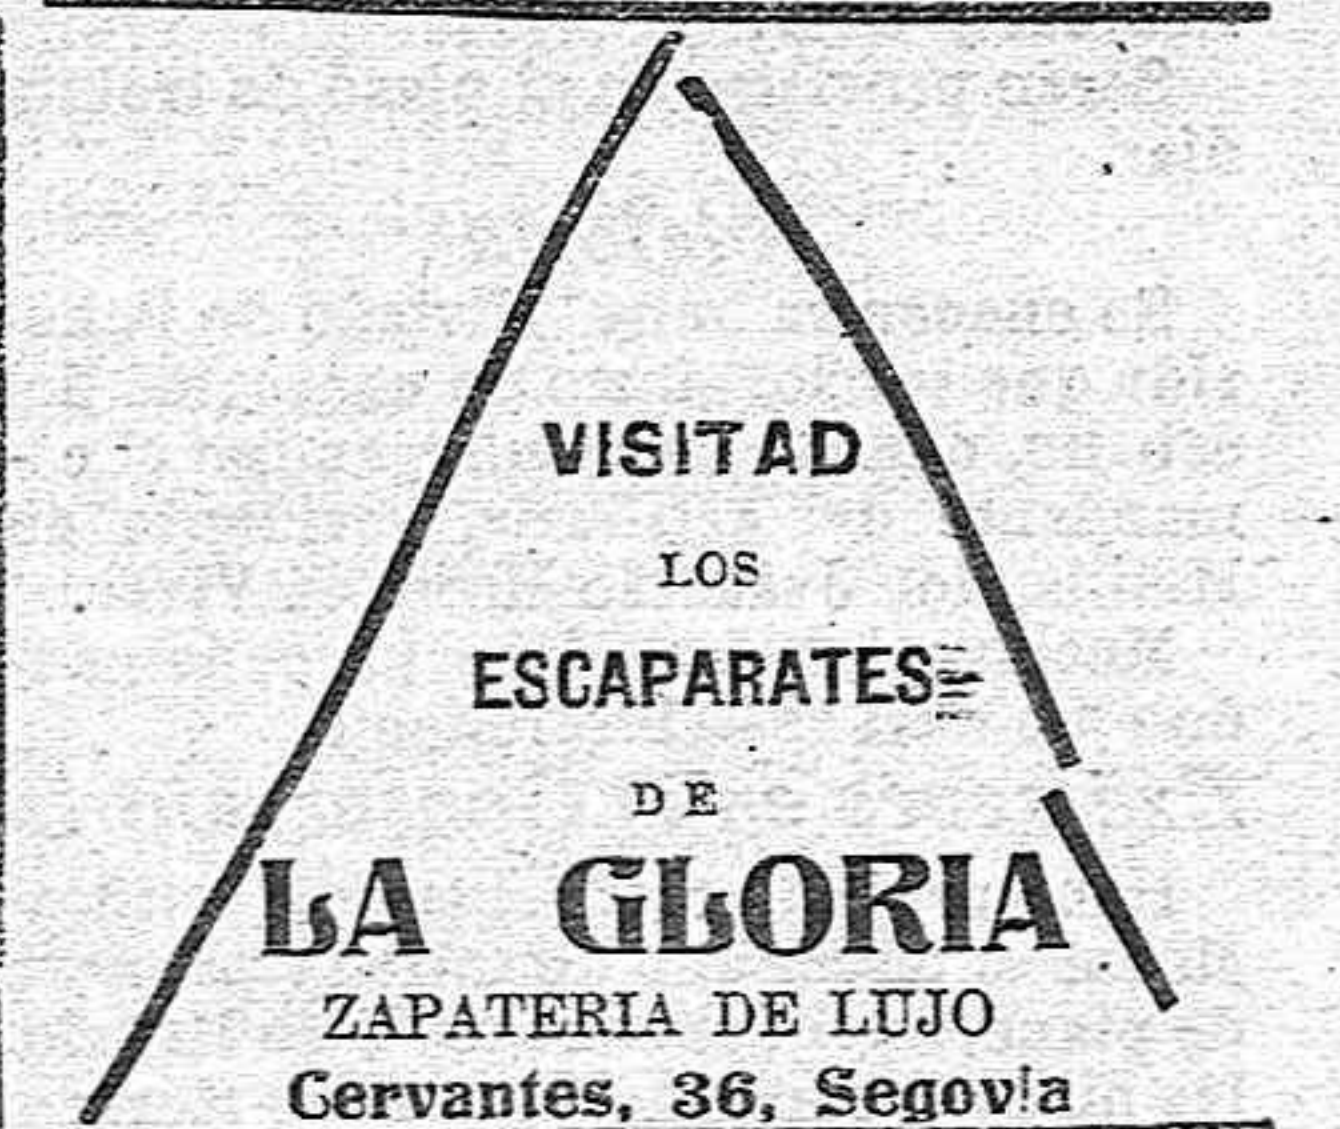 VISITAD
LOS
ESCAPARATES
DE
LA GLORIA
ZAPATERIA DE LUJO
Cervantes, 36, Segovia